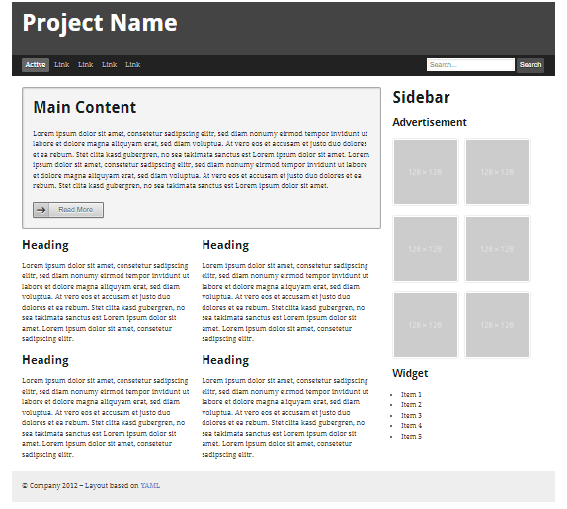 Project Name
Active Link Link Link Link
Search... Search
Main Content
Lorem ipsum dolor sit amet, consetetur sadipscing elitr, sed diam nonumy eirmod tempor invidunt ut
labore et dolore magna aliquyam erat, sed diam voluptua. At vero eos et accusam et justo duo dolores
et ea rebum. Stet clita kasd gubergren, no sea takimata sanctus est Lorem ipsum dolor sit amet. Lorem
ipsum dolor sit amet, consetetur sadipscing elitr, sed diam nonumy eirmod tempor invidunt ut labore et
dolore magna aliquyam erat, sed diam voluptua. At vero eos et accusam et justo duo dolores et ea
rebum. Stet clita kasd gubergren, no sea takimata sanctus est Lorem ipsum dolor sit amet.
Read More
Heading
Lorem ipsum dolor sit amet, consetetur sadipscing
elitr, sed diam nonumy eirmod tempor invidunt ut
labore et dolore magna aliquyam erat, sed diam
voluptua. At vero eos et accusam et justo duo
dolores et ea rebum. Stet clita kasd gubergren, no
sea takimata sanctus est Lorem ipsum dolor sit
amet. Lorem ipsum dolor sit amet, consetetur
sadipscing elitr.
Heading
Lorem ipsum dolor sit amet, consetetur sadipscing
elitr, sed diam nonumy eirmod tempor invidunt ut
labore et dolore magna aliquyam erat, sed diam
voluptua. At vero eos et accusam et justo duo
dolores et ea rebum. Stet clita kasd gubergren, no
sea takimata sanctus est Lorem ipsum dolor sit
amet. Lorem ipsum dolor sit amet, consetetur
sadipscing elitr.
Heading
Lorem ipsum dolor sit amet, consetetur sadipscing
elitr, sed diam nonumy eirmod tempor invidunt ut
labore et dolore magna aliquyam erat, sed diam
voluptua. At vero eos et accusam et justo duo
dolores et ea rebum. Stet clita kasd gubergren, no
sea takimata sanctus est Lorem ipsum dolor sit
amet. Lorem ipsum dolor sit amet, consetetur
sadipscing elitr.
Heading
Lorem ipsum dolor sit amet, consetetur sadipscing
elitr, sed diam nonumy eirmod tempor invidunt ut
labore et dolore magna aliquyam erat, sed diam
voluptua. At vero eos et accusam et justo duo
dolores et ea rebum. Stet clita kasd gubergren, no
sea takimata sanctus est Lorem ipsum dolor sit
amet. Lorem ipsum dolor sit amet, consetetur
sadipscing elitr.
Sidebar
Advertisement
128 × 128 128 × 128
128 × 128 128 × 128
128 × 128 128 × 128
Widget
Item 1
Item 2
Item 3
Item 4
Item 5
© Company 2012 – Layout based on YAML